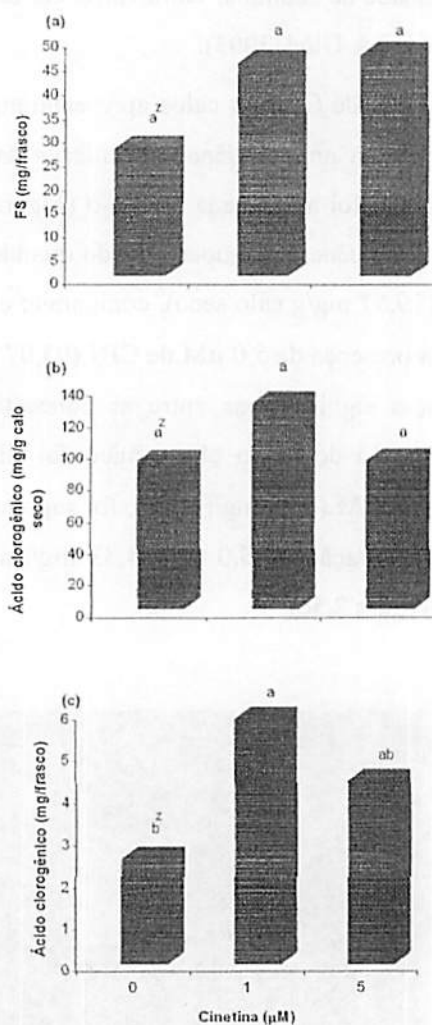 (a)
50
45
40
35
30
25
20
15
10
5
0
FS (mg/frasco)
z
a
a
a
(b)
140
120
100
80
60
40
20
0
Ácido clorogênico (mg/g calo seco)
z
a
a
a
(c)
6
5
4
3
2
1
0
Ácido clorogênico (mg/frasco)
z
b
a
ab
0 1 5
Cinetina (µM)